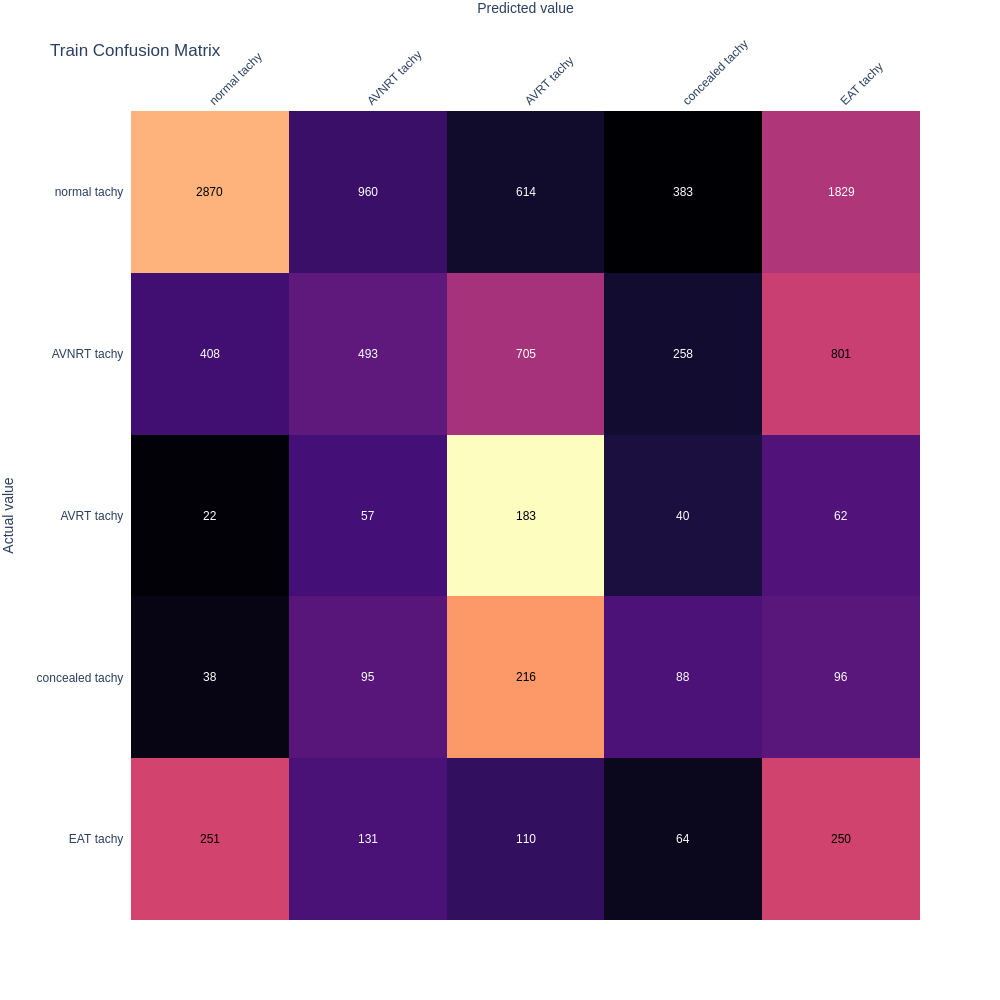 Predicted value
Train Confusion Matrix
normal tachy AVNRT tachy AVRT tachy concealed tachy EAT tachy
normal tachy 2870 960 614 383 1829
AVNRT tachy 408 493 705 258 801
Actual value
AVRT tachy 22 57 183 40 62
concealed tachy 38 95 216 88 96
EAT tachy 251 131 110 64 250